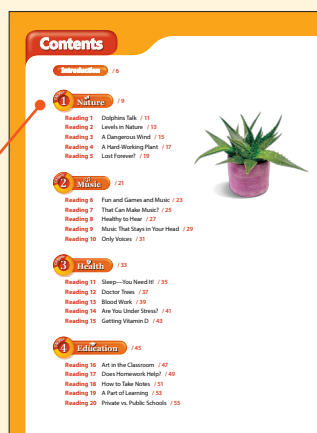 Contents
Introduction / 6
1 Nature / 9
Reading 1 Dolphins Talk / 11
Reading 2 Levels in Nature / 13
Reading 3 A Dangerous Wind / 15
Reading 4 A Hard-Working Plant / 17
Reading 5 Lost Forever? / 19
2 Music / 21
Reading 6 Fun and Games and Music / 23
Reading 7 That Can Make Music? / 25
Reading 8 Healthy to Hear / 27
Reading 9 Music That Stays in Your Head / 29
Reading 10 Only Voices / 31
3 Health / 33
Reading 11 Sleep—You Need It! / 35
Reading 12 Doctor Trees / 37
Reading 13 Blood Work / 39
Reading 14 Are You Under Stress? / 41
Reading 15 Getting Vitamin D / 43
4 Education / 45
Reading 16 Art in the Classroom / 47
Reading 17 Does Homework Help? / 49
Reading 18 How to Take Notes / 51
Reading 19 A Part of Learning / 53
Reading 20 Private vs. Public Schools / 55